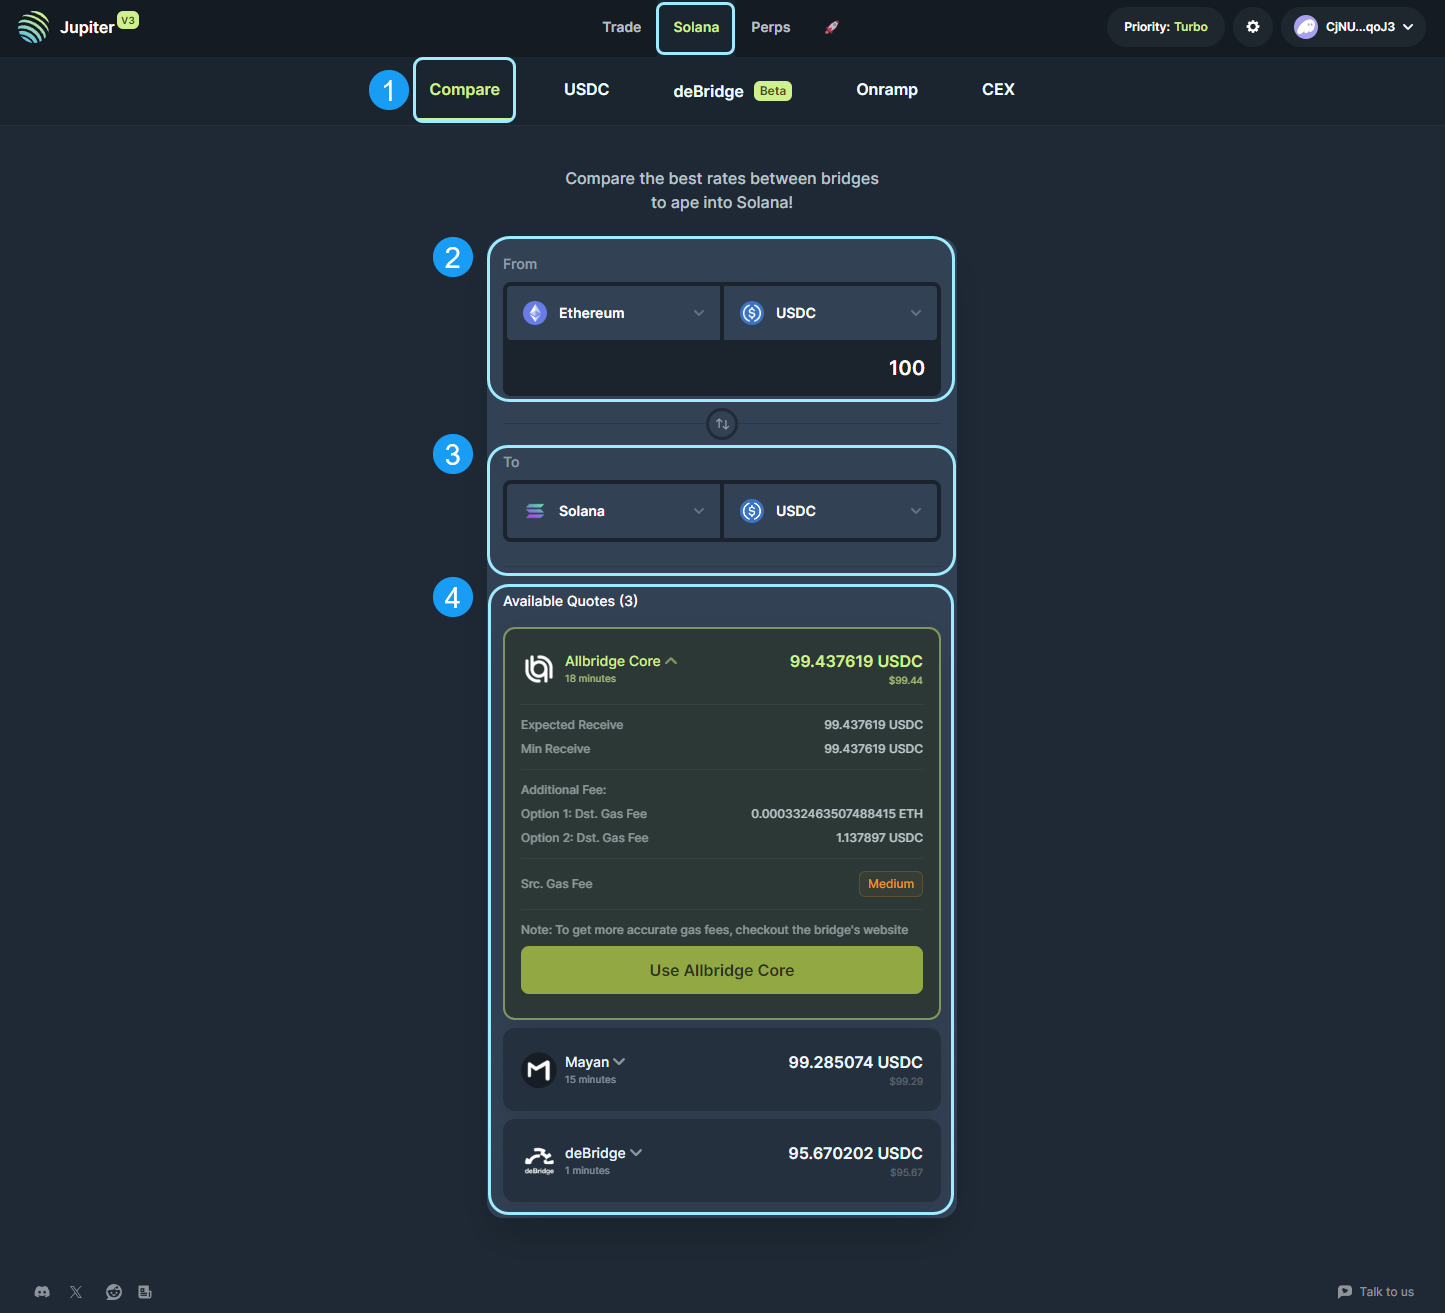 Jupiter V3
Trade
Solana
Perps
Priority: Turbo
CjNU...qoJ3
1
Compare
USDC
deBridge Beta
Onramp
CEX
Compare the best rates between bridges
to ape into Solana!
2
From
Ethereum
USDC
100
3
To
Solana
USDC
4
Available Quotes (3)
Allbridge Core 99.437619 USDC
18 minutes $99.44
Expected Receive 99.437619 USDC
Min Receive 99.437619 USDC
Additional Fee:
Option 1: Dst. Gas Fee 0.000332463507488415 ETH
Option 2: Dst. Gas Fee 1.137897 USDC
Src. Gas Fee Medium
Note: To get more accurate gas fees, checkout the bridge's website
Use Allbridge Core
Mayan 99.285074 USDC
15 minutes $99.29
deBridge 95.670202 USDC
deBridge 1 minutes $95.67
Talk to us